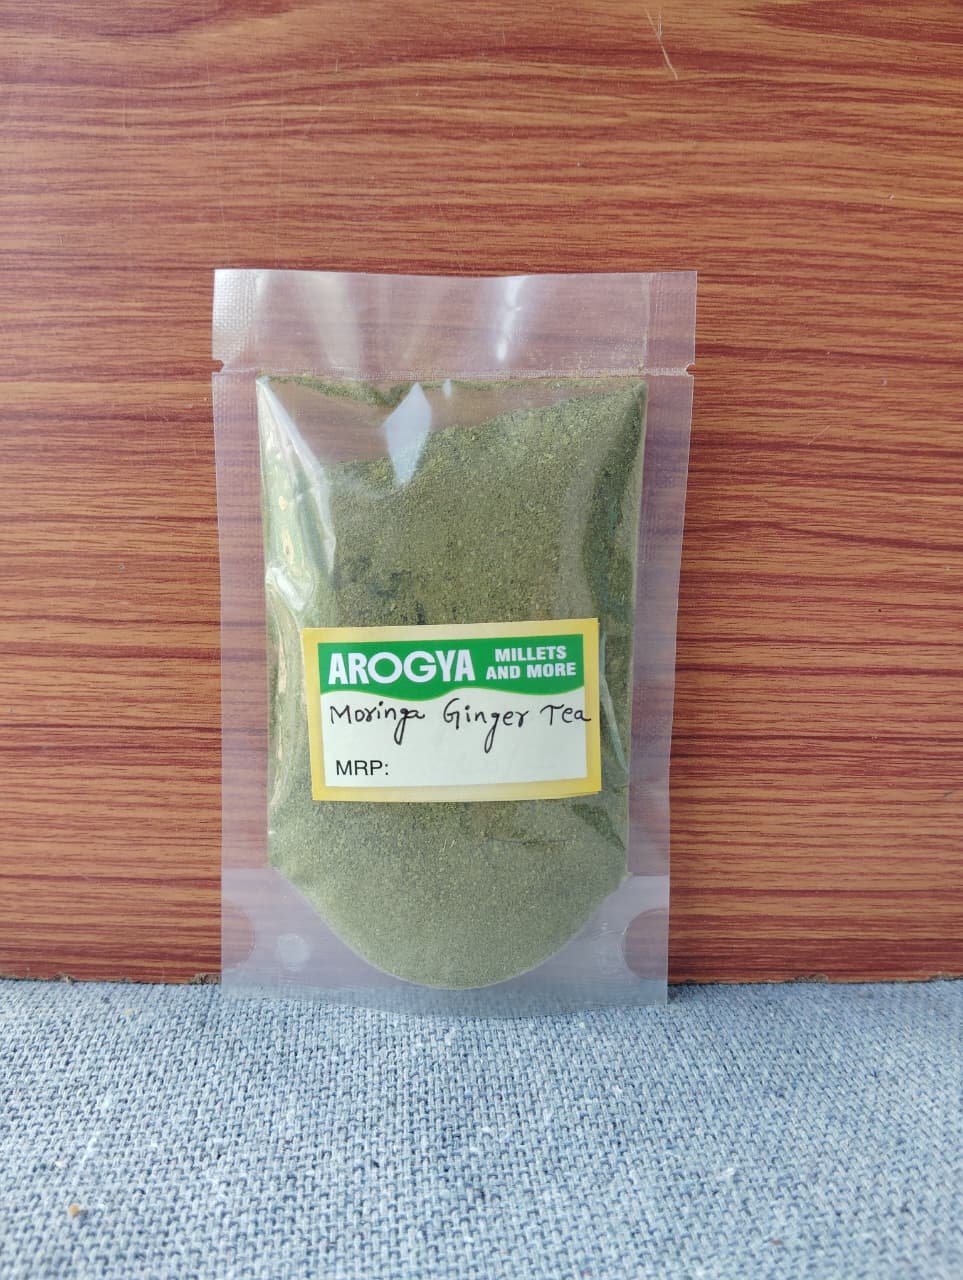 AROGYA MILLETS
AND MORE
Moringa Ginger Tea
MRP: